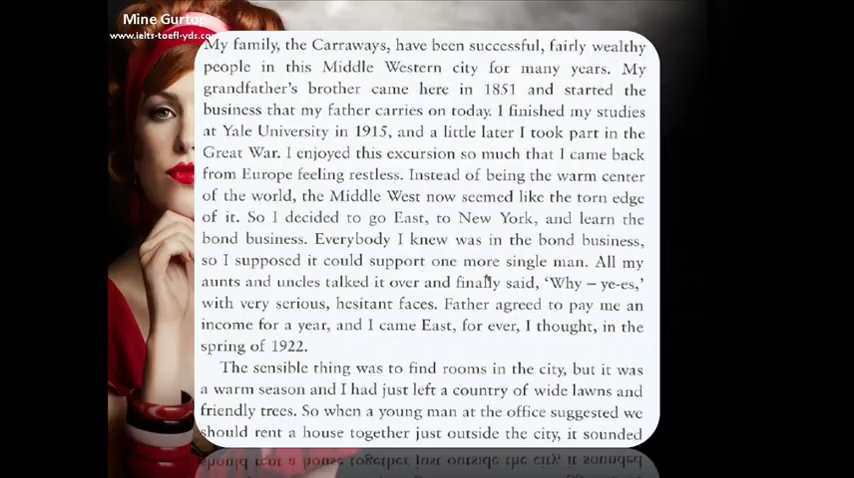 Mine Gurtop
www.ielts-toefl-yds.com
My family, the Carraways, have been successful, fairly wealthy
people in this Middle Western city for many years. My
grandfather's brother came here in 1851 and started the
business that my father carries on today. I finished my studies
at Yale University in 1915, and a little later I took part in the
Great War. I enjoyed this excursion so much that I came back
from Europe feeling restless. Instead of being the warm center
of the world, the Middle West now seemed like the torn edge
of it. So I decided to go East, to New York, and learn the
bond business. Everybody I knew was in the bond business,
so I supposed it could support one more single man. All my
aunts and uncles talked it over and finally said, 'Why – ye-es,'
with very serious, hesitant faces. Father agreed to pay me an
income for a year, and I came East, for ever, I thought, in the
spring of 1922.
The sensible thing was to find rooms in the city, but it was
a warm season and I had just left a country of wide lawns and
friendly trees. So when a young man at the office suggested we
should rent a house together just outside the city, it sounded